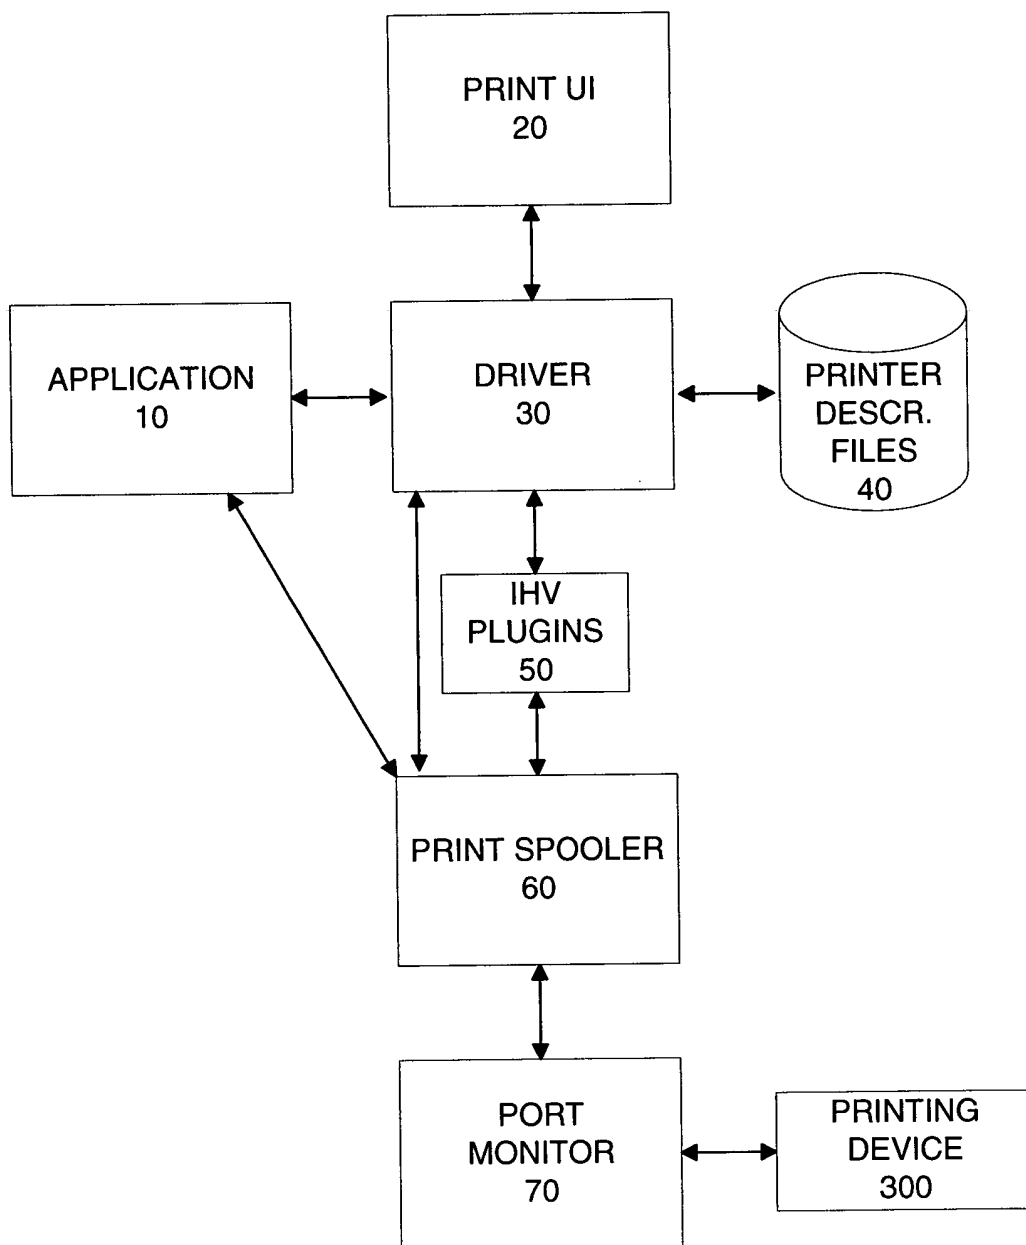 PRINT UI
20
APPLICATION
10
DRIVER
30
PRINTER
DESCR.
FILES
40
IHV
PLUGINS
50
PRINT SPOOLER
60
PORT
MONITOR
70
PRINTING
DEVICE
300